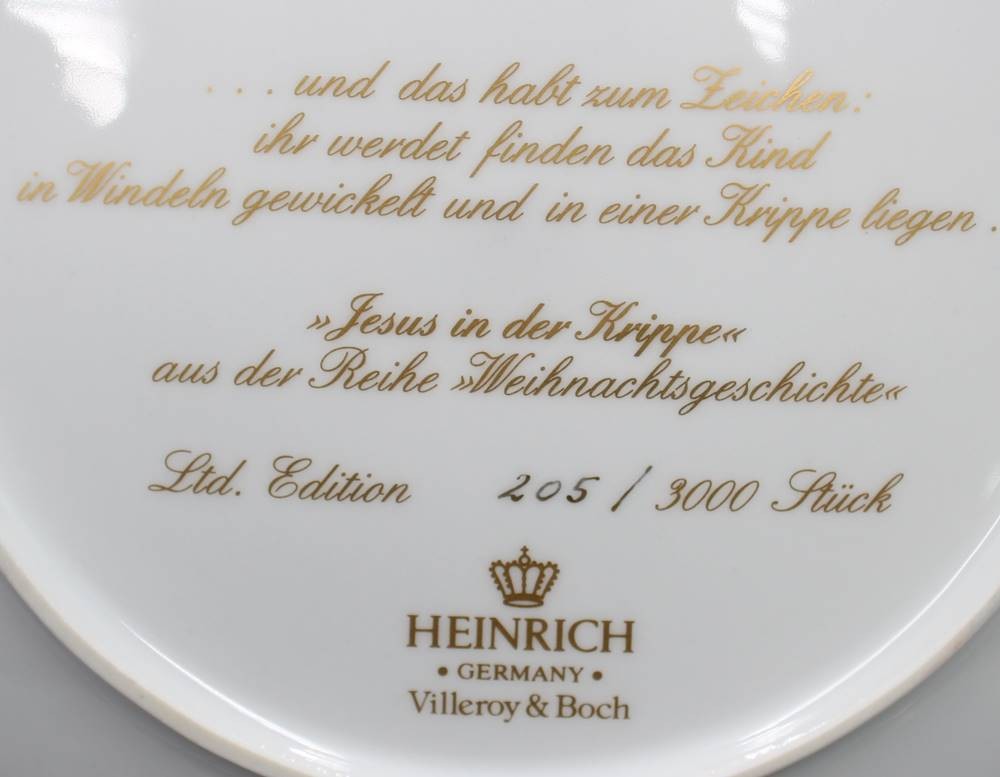 . . . und das habt zum Zeichen:
ihr werdet finden das Kind
in Windeln gewickelt und in einer Krippe liegen .
»Jesus in der Krippe«
aus der Reihe »Weihnachtsgeschichte«
Ltd. Edition 205 / 3000 Stück
HEINRICH
• GERMANY •
Villeroy & Boch